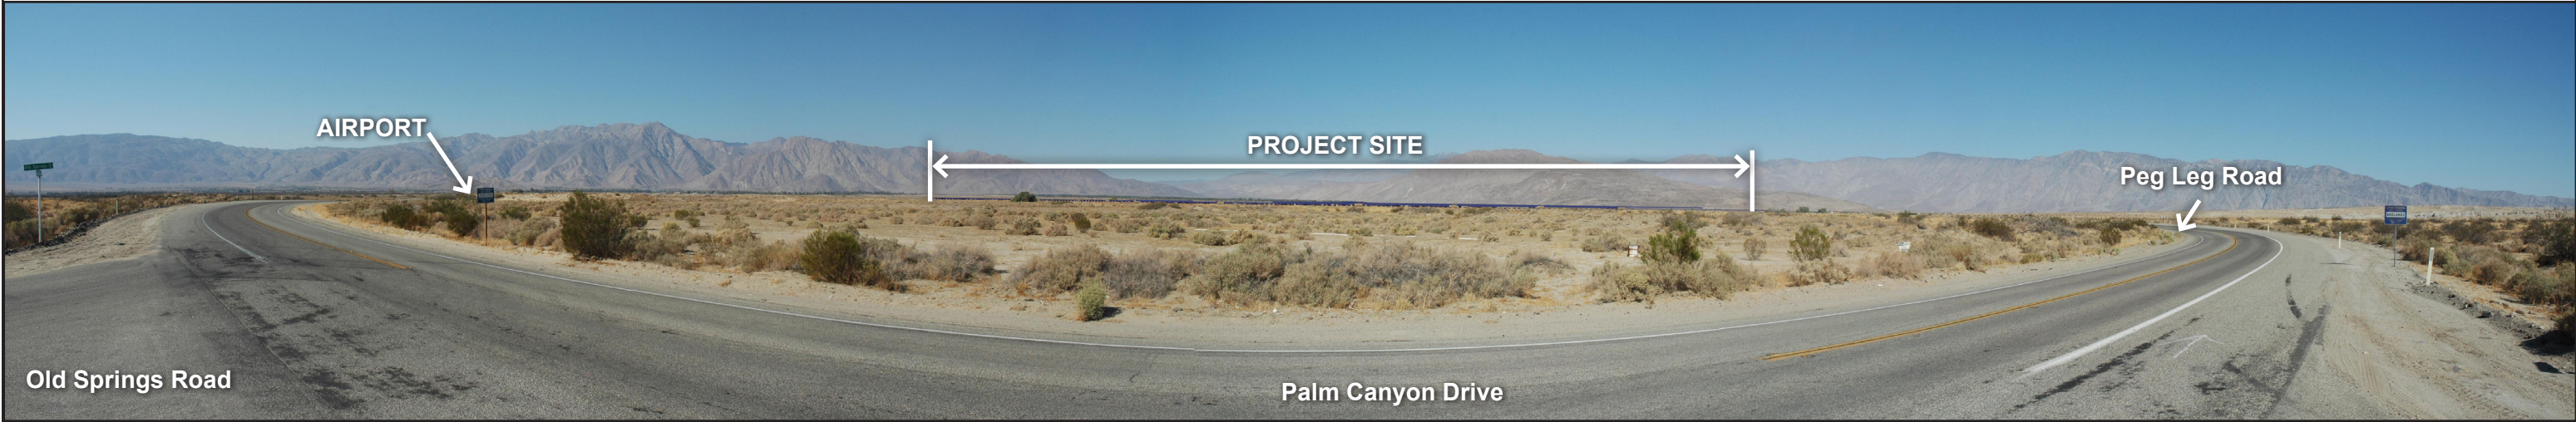 AIRPORT
PROJECT SITE
Peg Leg Road
Old Springs Road
Palm Canyon Drive